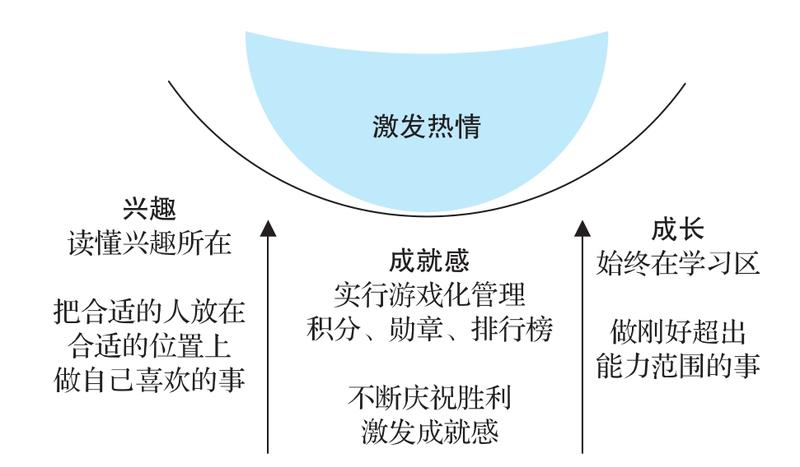 激发热情
兴趣
读懂兴趣所在
把合适的人放在
合适的位置上
做自己喜欢的事
成就感
实行游戏化管理
积分、勋章、排行榜
不断庆祝胜利
激发成就感
成长
始终在学习区
做刚好超出
能力范围的事